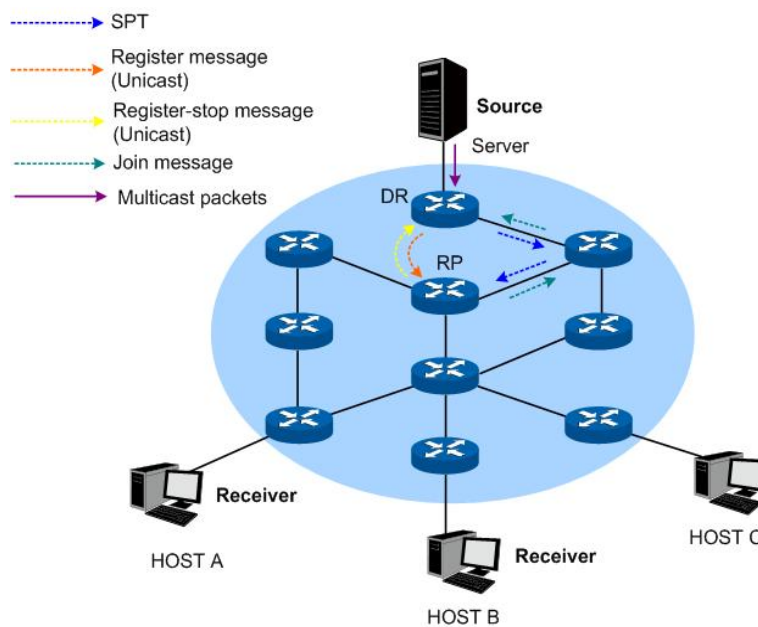 SPT
Register message
(Unicast)
Register-stop message
(Unicast)
Join message
Multicast packets
Source
Server
DR
RP
Receiver
HOST A
Receiver
HOST B
HOST C